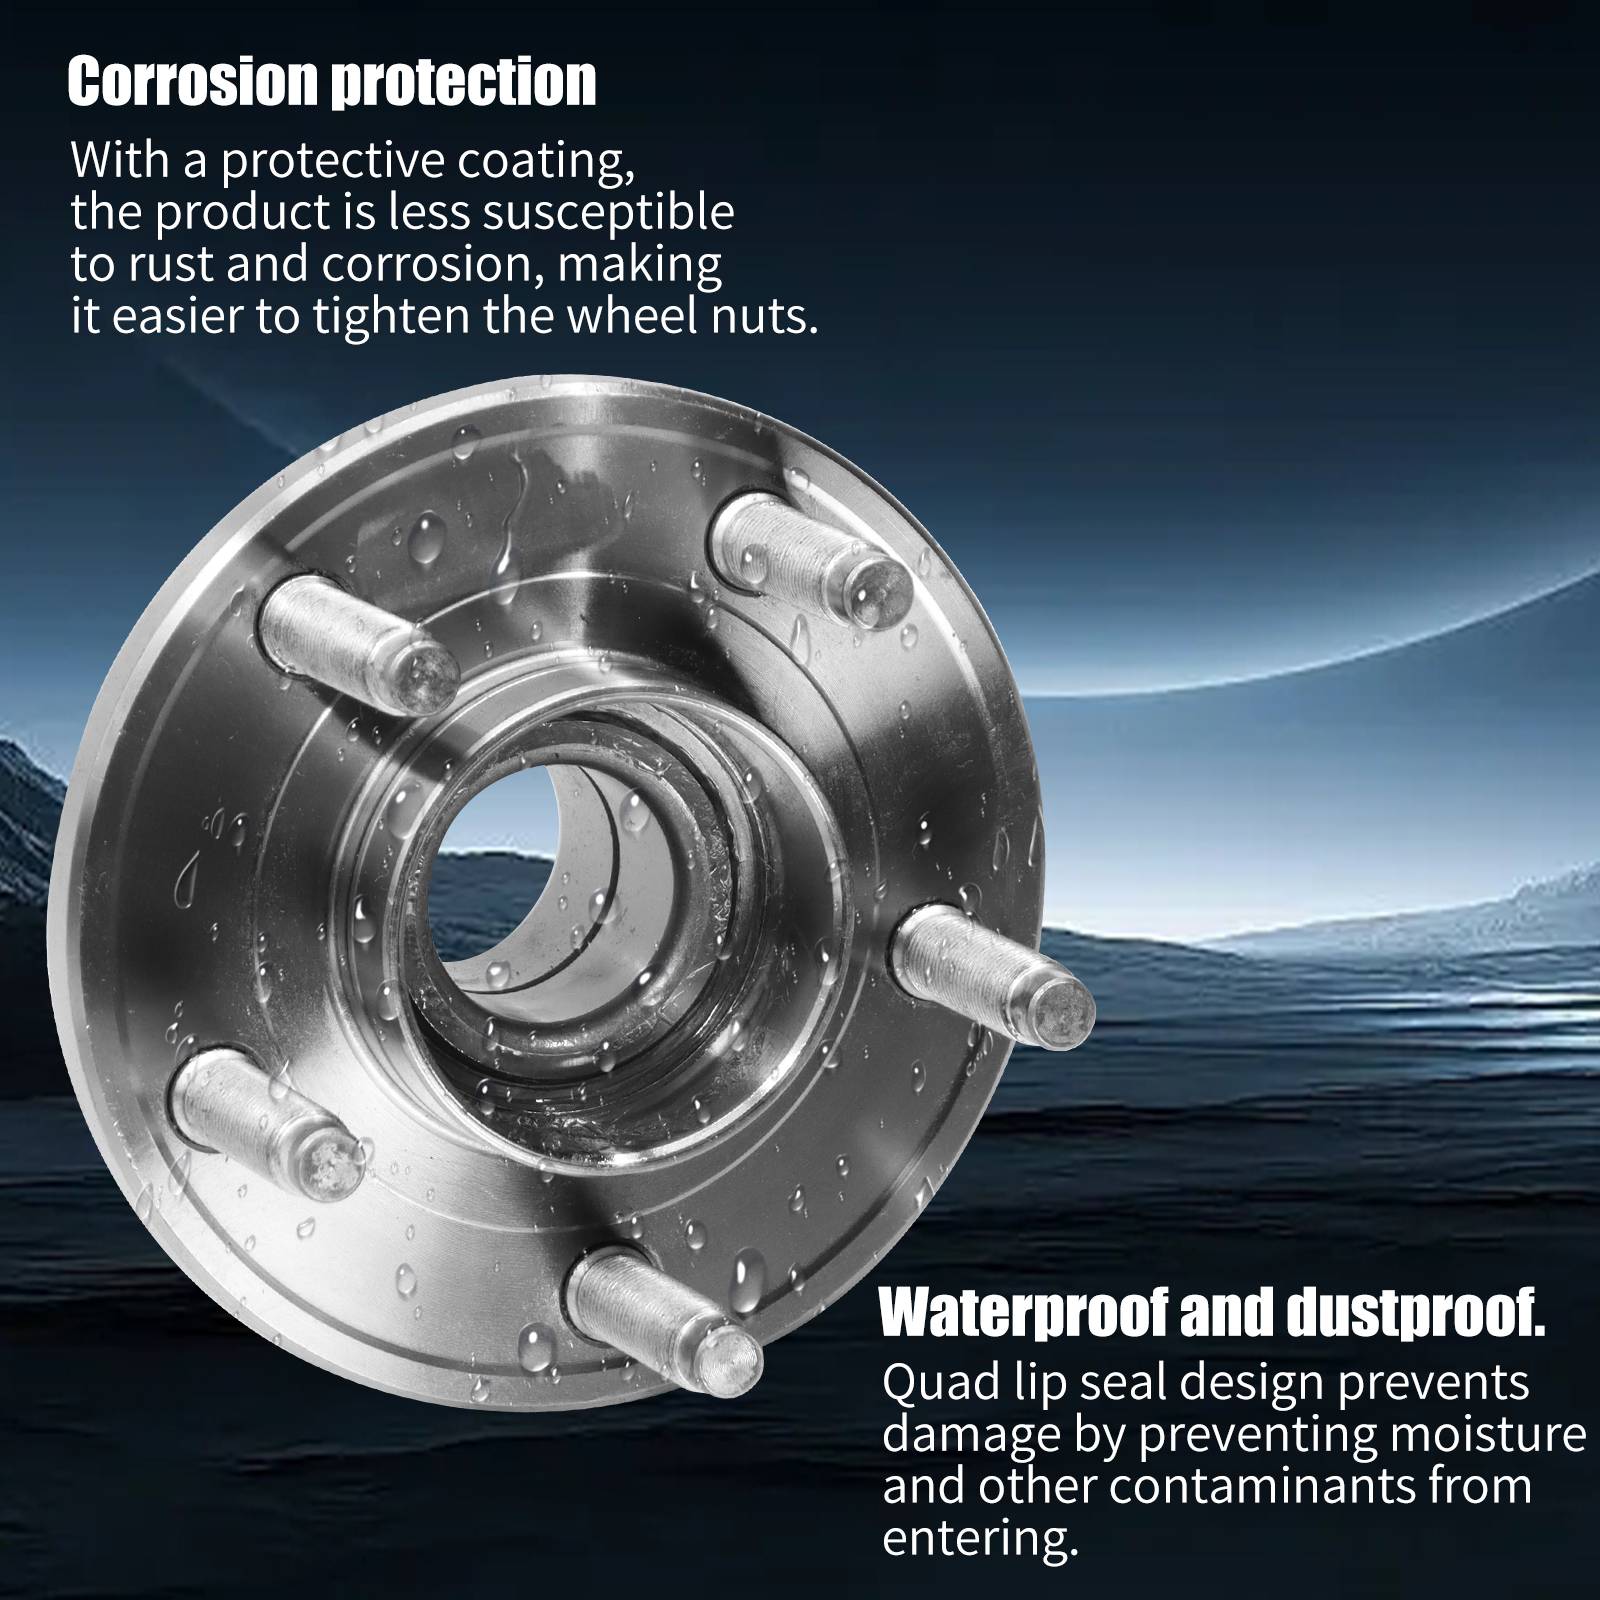 Corrosion protection
With a protective coating,
the product is less susceptible
to rust and corrosion, making
it easier to tighten the wheel nuts.
Waterproof and dustproof.
Quad lip seal design prevents
damage by preventing moisture
and other contaminants from
entering.